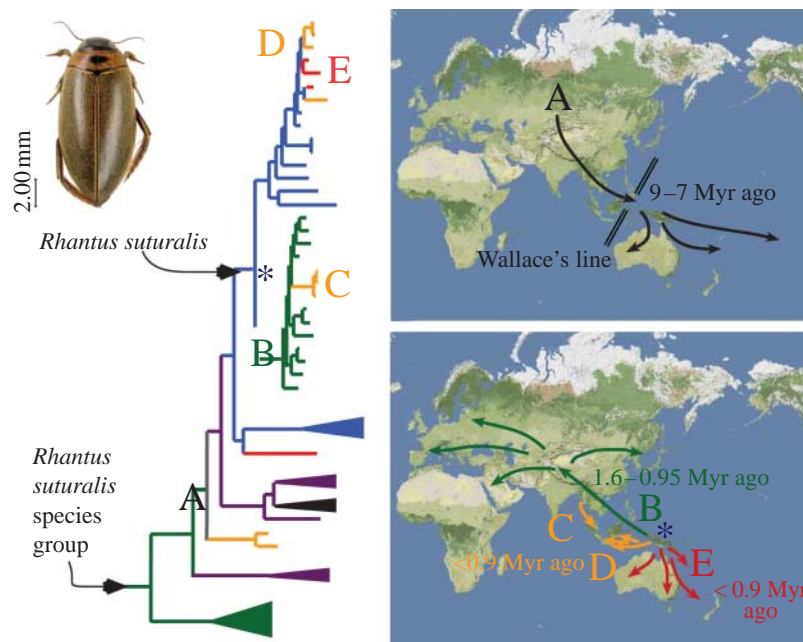 2.00 mm
D
E
Rhantus suturalis
*
C
B
Rhantus
suturalis
species
group
A
A
9–7 Myr ago
Wallace's line
1.6–0.95 Myr ago
B
*
C
<0.9 Myr ago
D
E
<0.9 Myr
ago